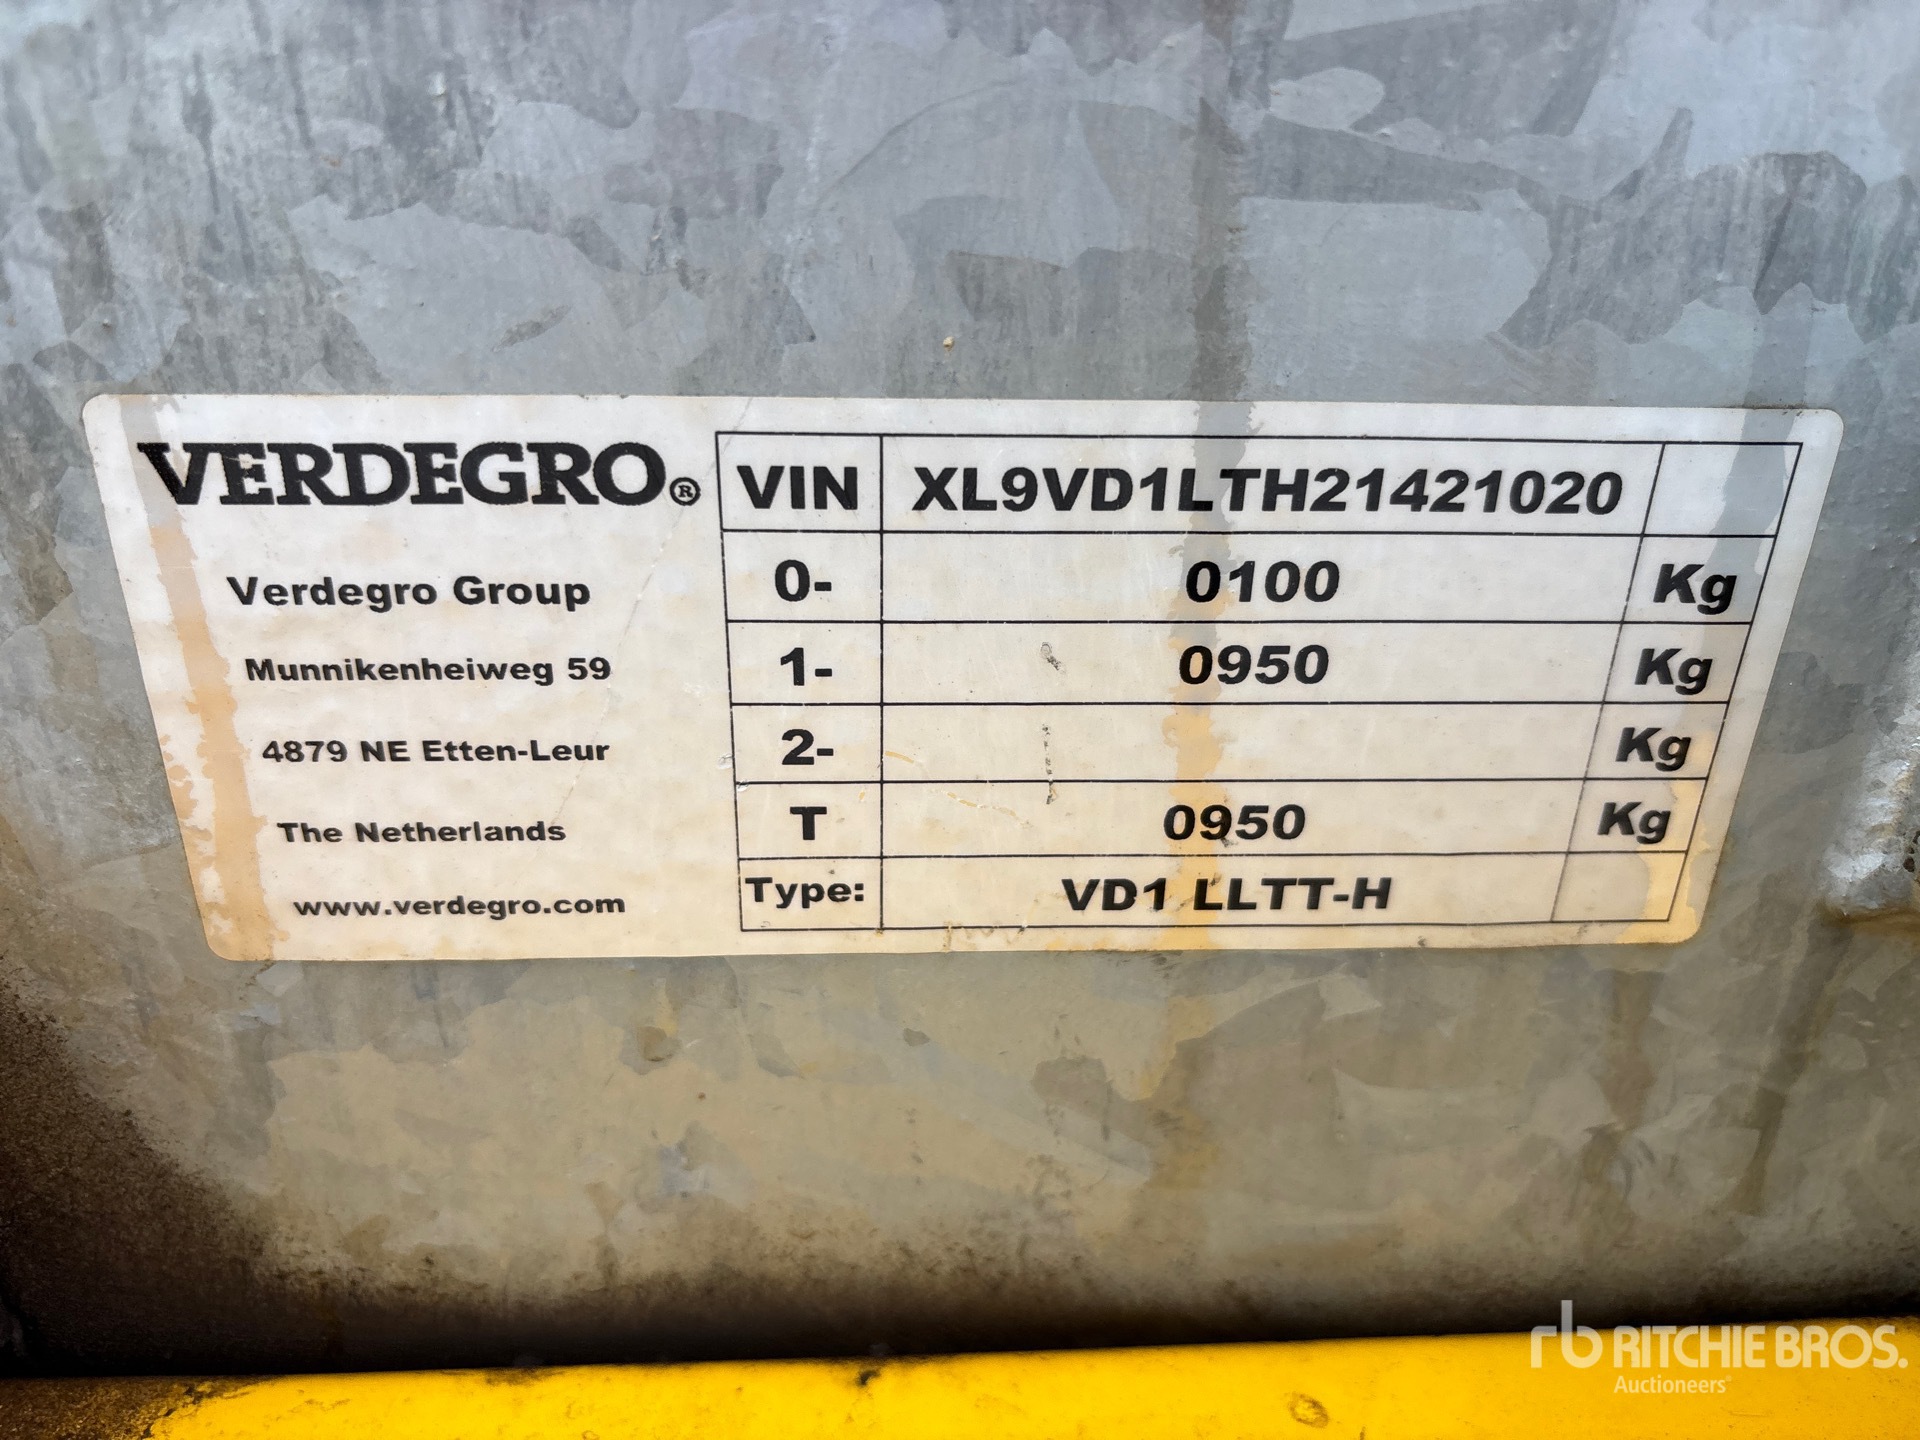 VERDEGRO®
Verdegro Group
Munnikenheiweg 59
4879 NE Etten-Leur
The Netherlands
www.verdegro.com
VIN XL9VD1LTH21421020
0- 0100 Kg
1- 0950 Kg
2- Kg
T 0950 Kg
Type: VD1 LLTT-H
rb RITCHIE BROS.
Auctioneers